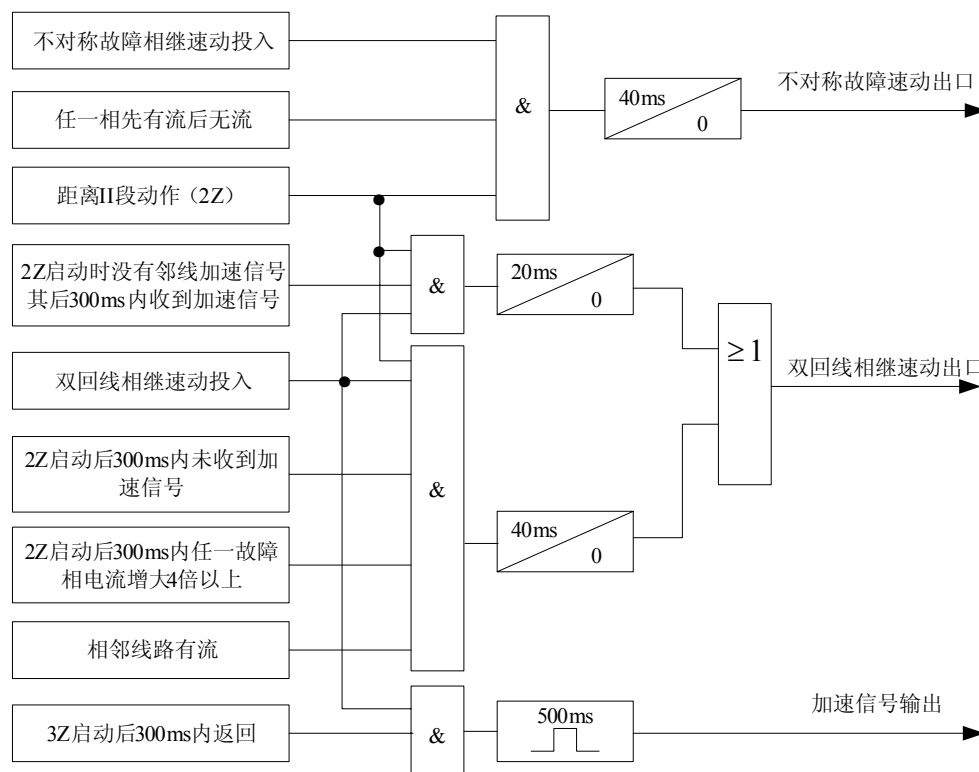 不对称故障相继速动投入
任一相先有流后无流
距离II段动作（2Z）
2Z启动时没有邻线加速信号
其后300ms内收到加速信号
双回线相继速动投入
2Z启动后300ms内未收到加
速信号
2Z启动后300ms内任一故障
相电流增大4倍以上
相邻线路有流
3Z启动后300ms内返回
&
40ms
0
不对称故障速动出口
&
20ms
0
≥1
双回线相继速动出口
&
40ms
0
&
500ms
加速信号输出